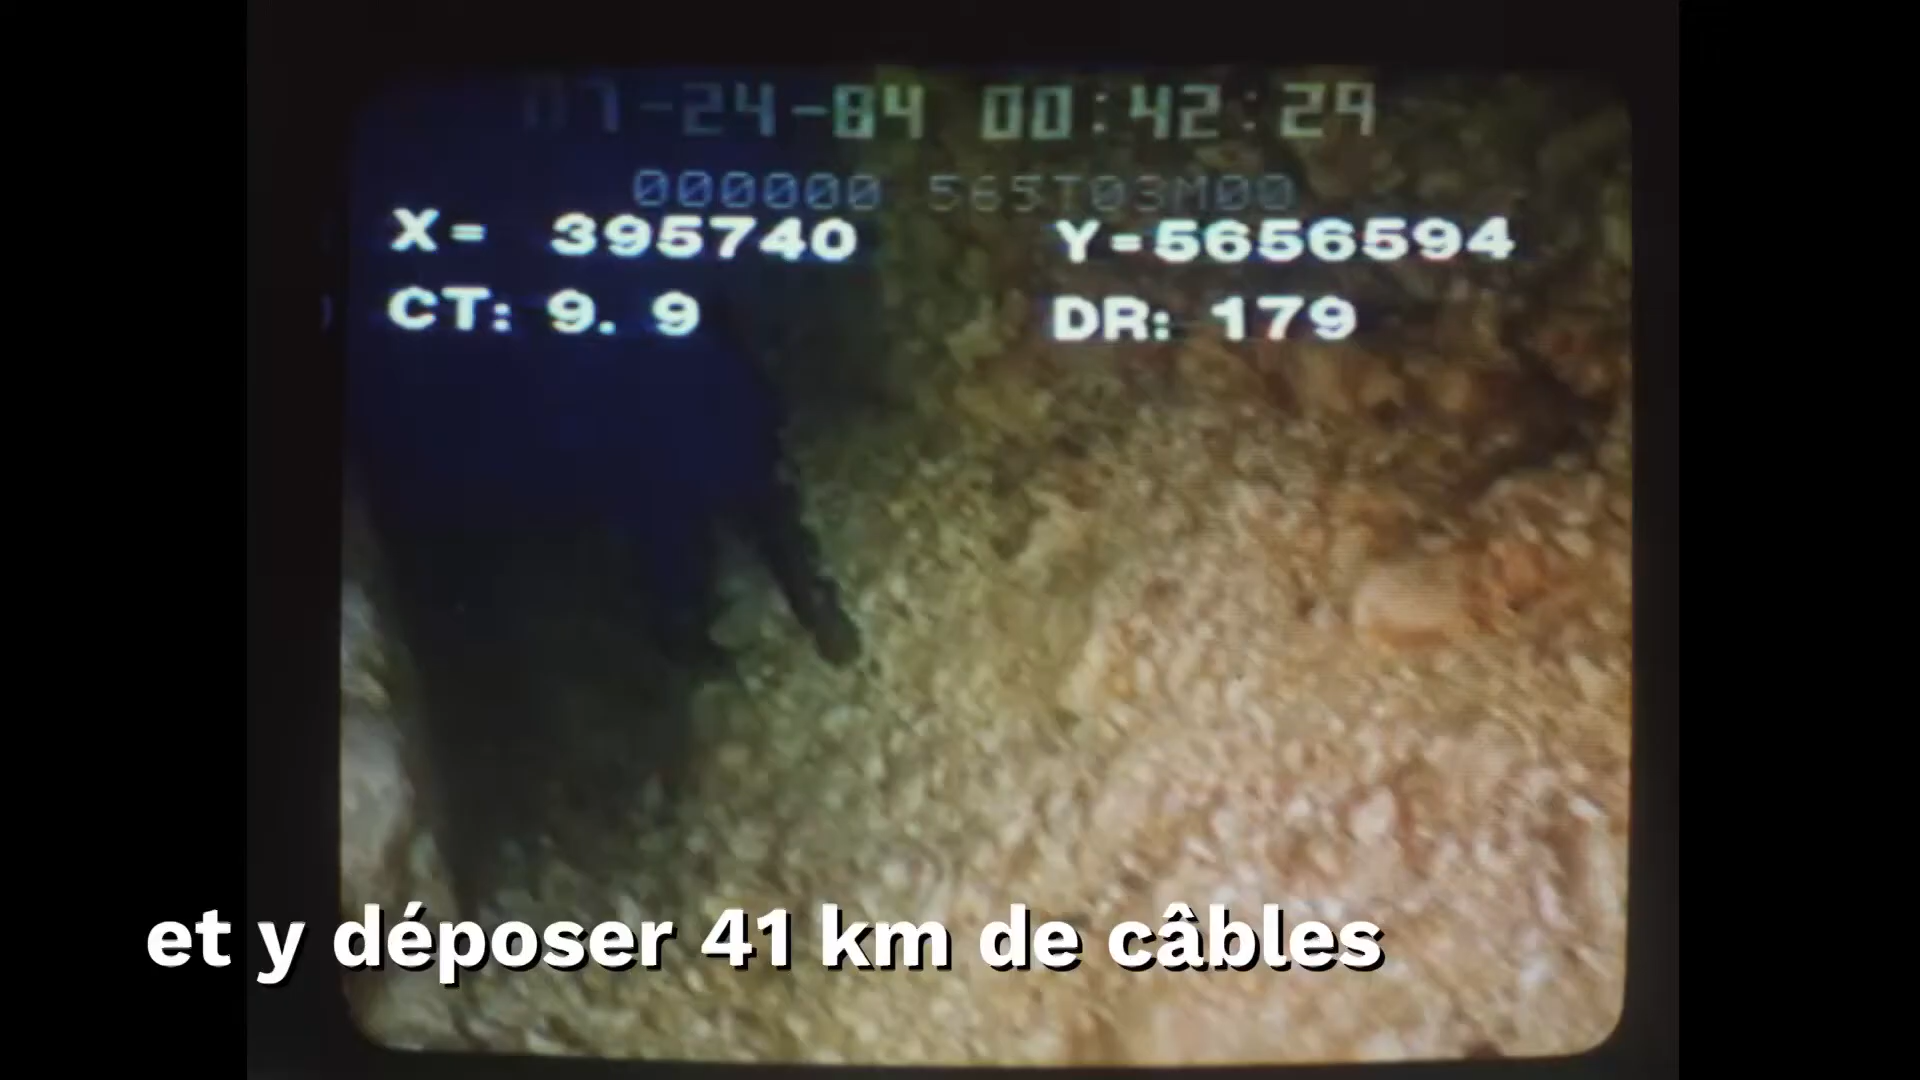 07-24-84 00:42:29
000000 565T03M00
X= 395740 Y=5656594
CT: 9. 9 DR: 179
et y déposer 41 km de câbles